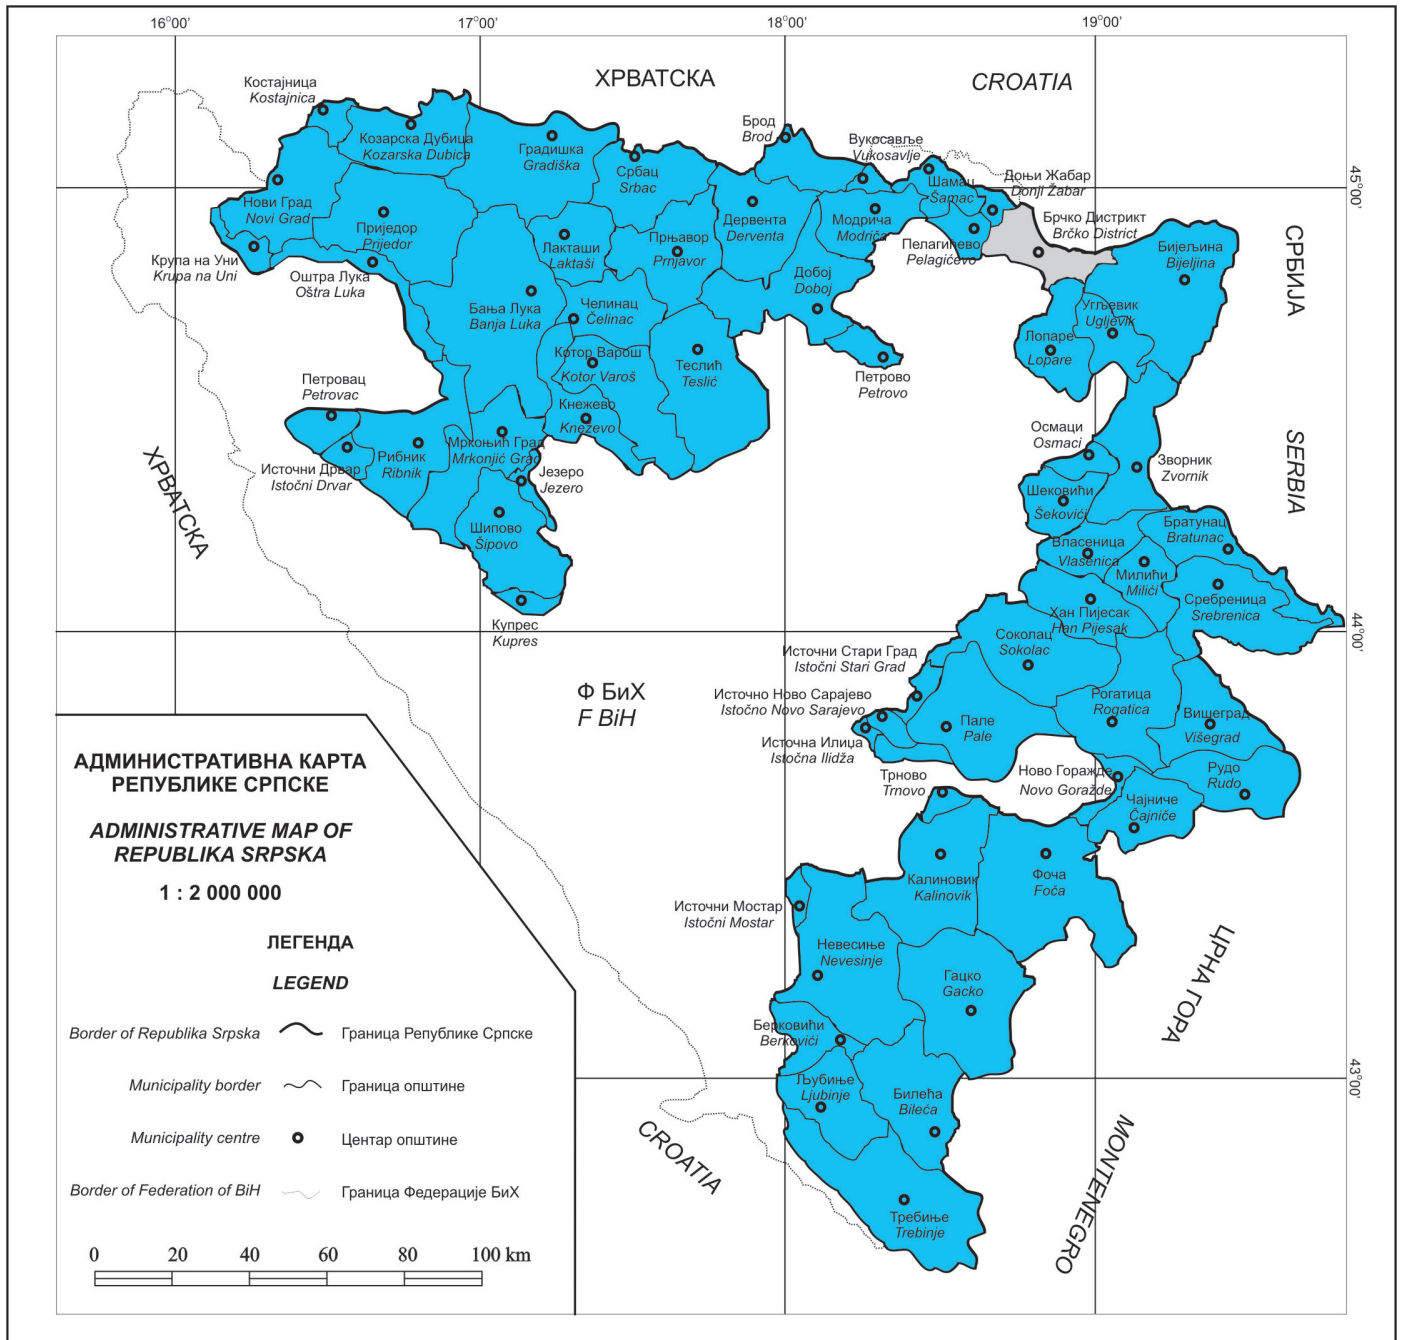 16°00'
17°00'
18°00'
19°00'
ХРВАТСКА
CROATIA
Костајница
Kostajnica
Козарска Дубица
Kozarska Dubica
Градишка
Gradiška
Србац
Srbac
Брод
Brod
Вукосавље
Vukosavlje
Шамац
Šamac
Доњи Жабар
Donji Žabar
45°00'
Нови Град
Novi Grad
Приједор
Prijedor
Лакташи
Laktaši
Прњавор
Prnjavor
Дервента
Derventa
Модрича
Modriča
Пелагићево
Pelagićevo
Брчко Дистрикт
Brčko District
Бијељина
Bijeljina
СРБИЈА
Крупа на Уни
Krupa na Uni
Оштра Лука
Oštra Luka
Бања Лука
Banja Luka
Челинац
Čelinac
Добој
Doboj
Угљевик
Ugljevik
Лопаре
Lopare
Котор Варош
Kotor Varoš
Теслић
Teslić
Петрово
Petrovo
Петровац
Petrovac
Кнежево
Knezevo
Осмаци
Osmaci
SERBIA
ХРВАТСКА
Источни Дрвар
Istočni Drvar
Рибник
Ribnik
Мркоњић Град
Mrkonjić Grad
Језеро
Jezero
Зворник
Zvornik
Шековићи
Šekovići
Шипово
Šipovo
Братунац
Bratunac
Власеница
Vlasenica
Милићи
Milići
Сребреница
Srebrenica
Хан Пијесак
Han Pijesak
Купрес
Kupres
44°00'
Соколац
Sokolac
Источни Стари Град
Istočni Stari Grad
Ф БиХ
F BiH
Источно Ново Сарајево
Istočno Novo Sarajevo
Рогатица
Rogatica
Вишеград
Višegrad
Пале
Pale
Источна Илиџа
Istočna Ilidža
Трново
Trnovo
Ново Горажде
Novo Goražde
Рудо
Rudo
Чајниче
Čajniče
Калиновик
Kalinovik
Фоча
Foča
Источни Мостар
Istočni Mostar
Невесиње
Nevesinje
Гацко
Gacko
ЦРНА ГОРА
Берковићи
Berkovići
43°00'
Љубиње
Ljubinje
Билећа
Bileća
CROATIA
MONTENEGRO
Требиње
Trebinje
АДМИНИСТРАТИВНА КАРТА
РЕПУБЛИКЕ СРПСКЕ
ADMINISTRATIVE MAP OF
REPUBLIKA SRPSKA
1 : 2 000 000
ЛЕГЕНДА
LEGEND
Border of Republika Srpska Граница Републике Српске
Municipality border Граница општине
Municipality centre Центар општине
Border of Federation of BiH Граница Федерације БиХ
0 20 40 60 80 100 km